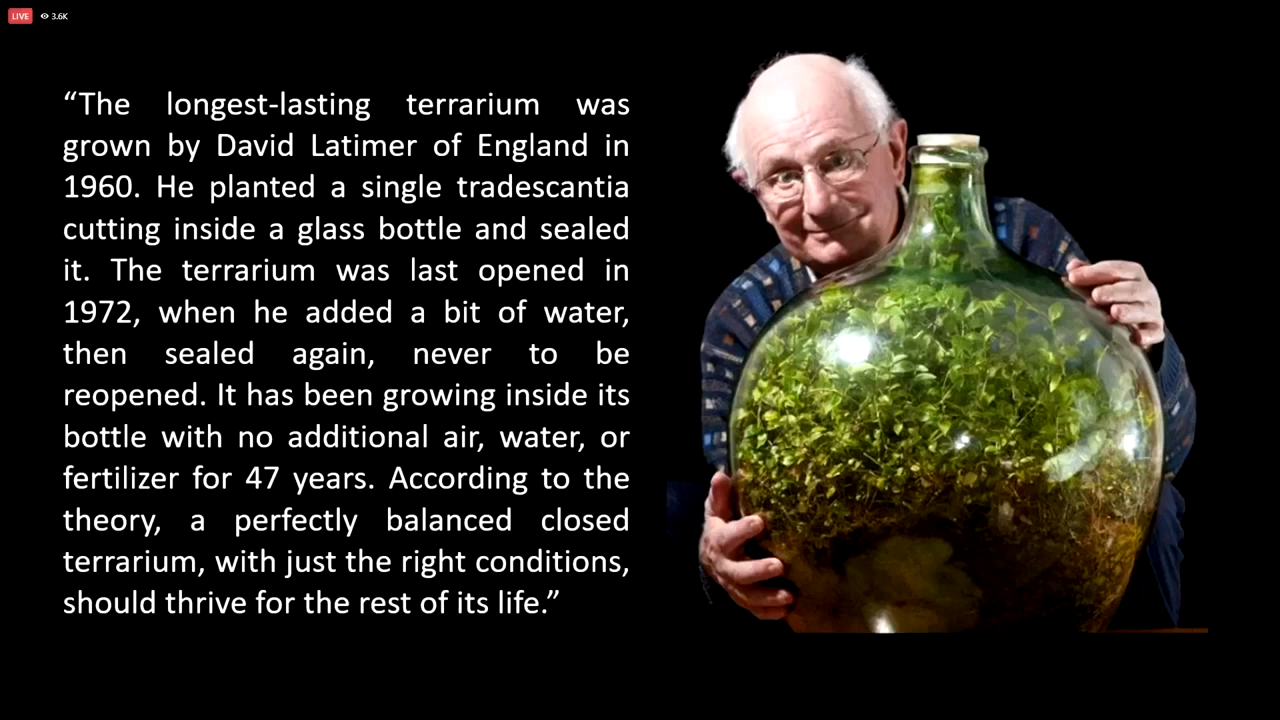 LIVE 3.6K
“The longest-lasting terrarium was
grown by David Latimer of England in
1960. He planted a single tradescantia
cutting inside a glass bottle and sealed
it. The terrarium was last opened in
1972, when he added a bit of water,
then sealed again, never to be
reopened. It has been growing inside its
bottle with no additional air, water, or
fertilizer for 47 years. According to the
theory, a perfectly balanced closed
terrarium, with just the right conditions,
should thrive for the rest of its life.”